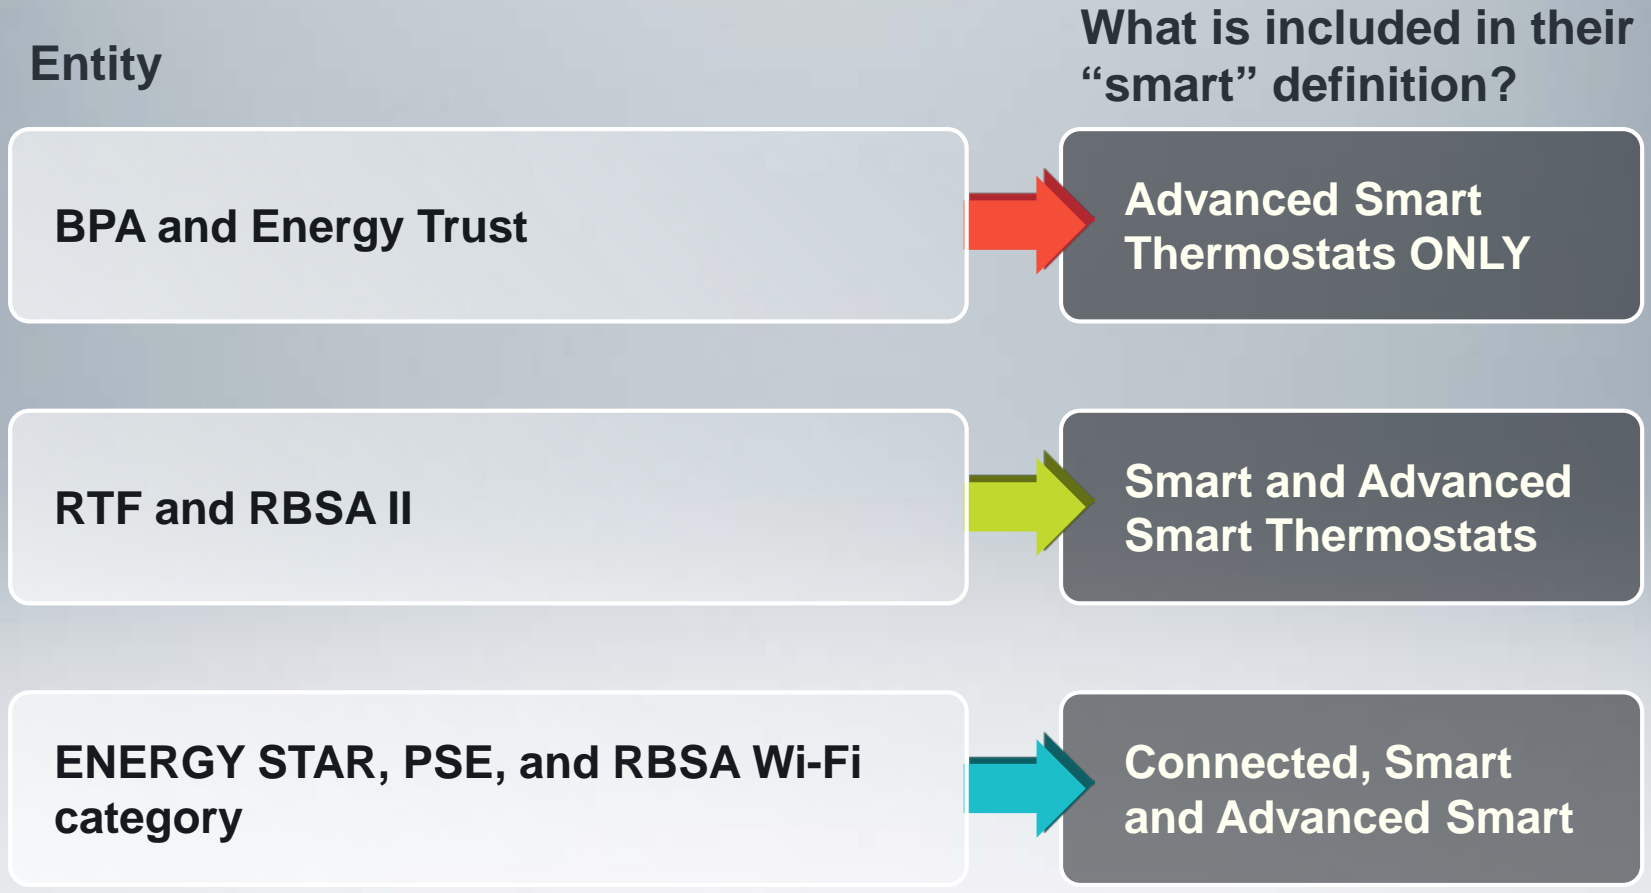 Entity
What is included in their
“smart” definition?
BPA and Energy Trust
Advanced Smart
Thermostats ONLY
RTF and RBSA II
Smart and Advanced
Smart Thermostats
ENERGY STAR, PSE, and RBSA Wi-Fi
category
Connected, Smart
and Advanced Smart